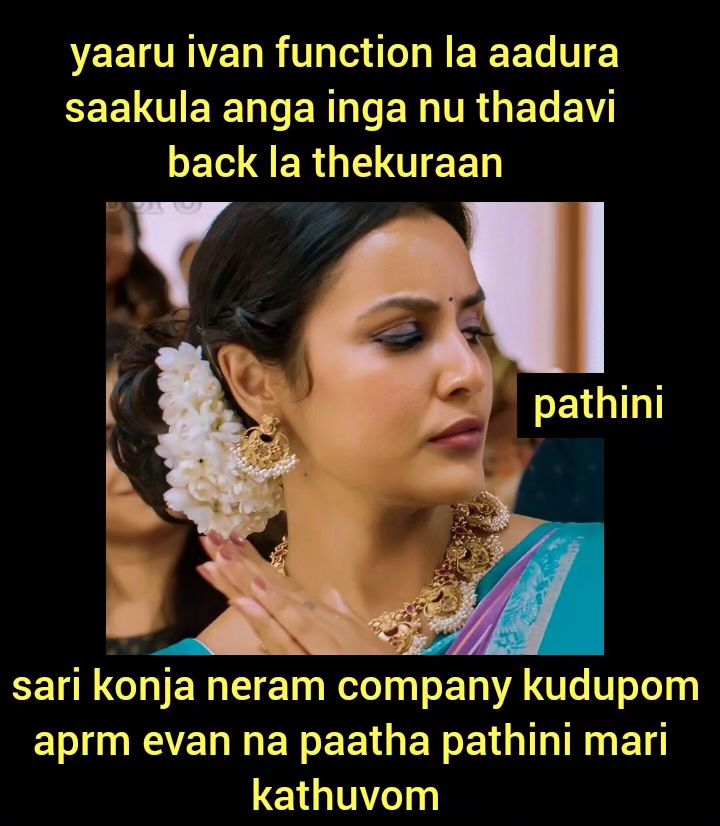 yaaru ivan function la aadura
saakula anga inga nu thadavi
back la thekuraan
pathini
sari konja neram company kudupom
aprm evan na paatha pathini mari
kathuvom